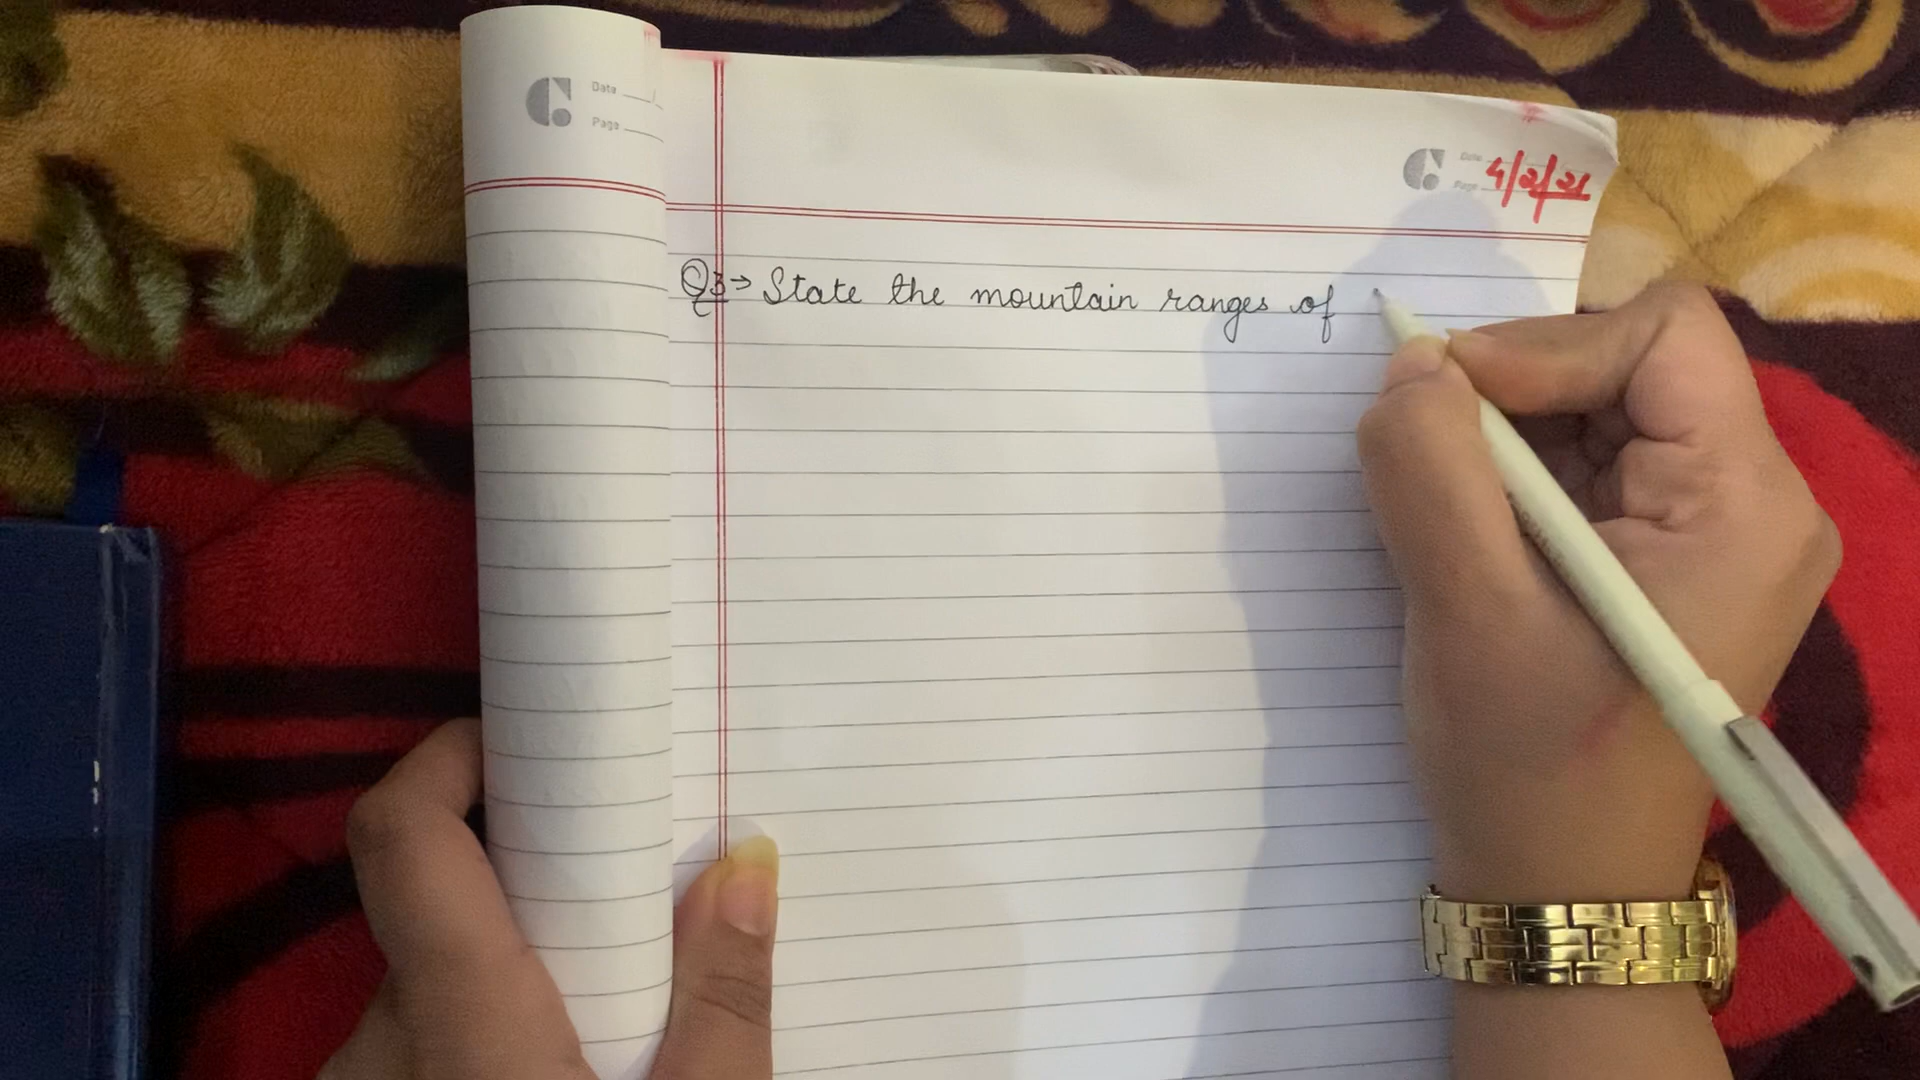 Date
Page
Date
4/2/21
Page
Q3→ State the mountain ranges of